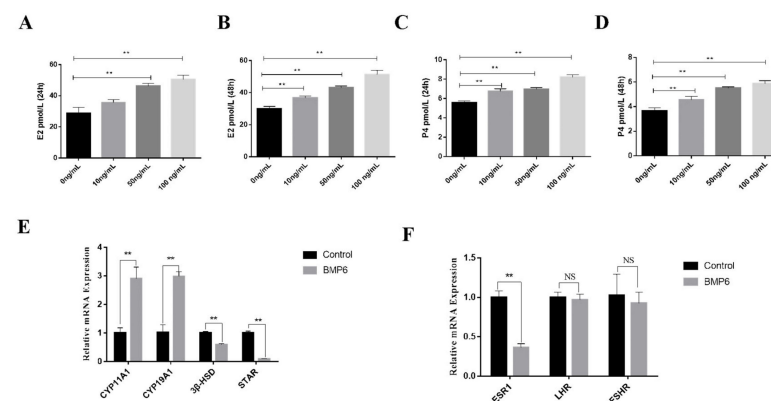 A
E2 pmol/L (24h)
60
40
20
0
**
**
0ng/mL
10ng/mL
50ng/mL
100 ng/mL
B
E2 pmol/L (48h)
80
60
40
20
0
**
**
**
0ng/mL
10ng/mL
50ng/mL
100 ng/mL
C
P4 pmol/L (24h)
10
8
6
4
2
0
**
**
**
0ng/mL
10ng/mL
50ng/mL
100 ng/mL
D
P4 pmol/L (48h)
8
6
4
2
0
**
**
**
0ng/mL
10ng/mL
50ng/mL
100 ng/mL
E
Relative mRNA Expression
4
3
2
1
0
**
**
**
**
Control
BMP6
CYP11A1
CYP19A1
3β-HSD
STAR
F
Relative mRNA Expression
1.5
1.0
0.5
0.0
**
NS
NS
Control
BMP6
ESR1
LHR
FSHR